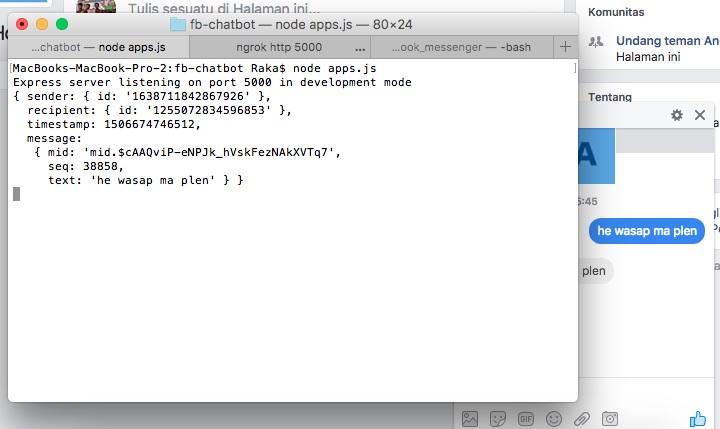 Tulis sesuatu di Halaman ini...
Komunitas
Undang teman An
Halaman ini
Tentang
fb-chatbot — node apps.js — 80×24
...chatbot — node apps.js
ngrok http 5000
...
...ook_messenger — -bash
+
[MacBooks-MacBook-Pro-2:fb-chatbot Raka$ node apps.js ]
Express server listening on port 5000 in development mode
{ sender: { id: '1638711842867926' },
recipient: { id: '1255072834596853' },
timestamp: 1506674746512,
message:
{ mid: 'mid.$cAAQviP-eNPJk_hVskFezNAkXVTq7',
seq: 38858,
text: 'he wasap ma plen' } }
A
5:45
he wasap ma plen
plen
GIF